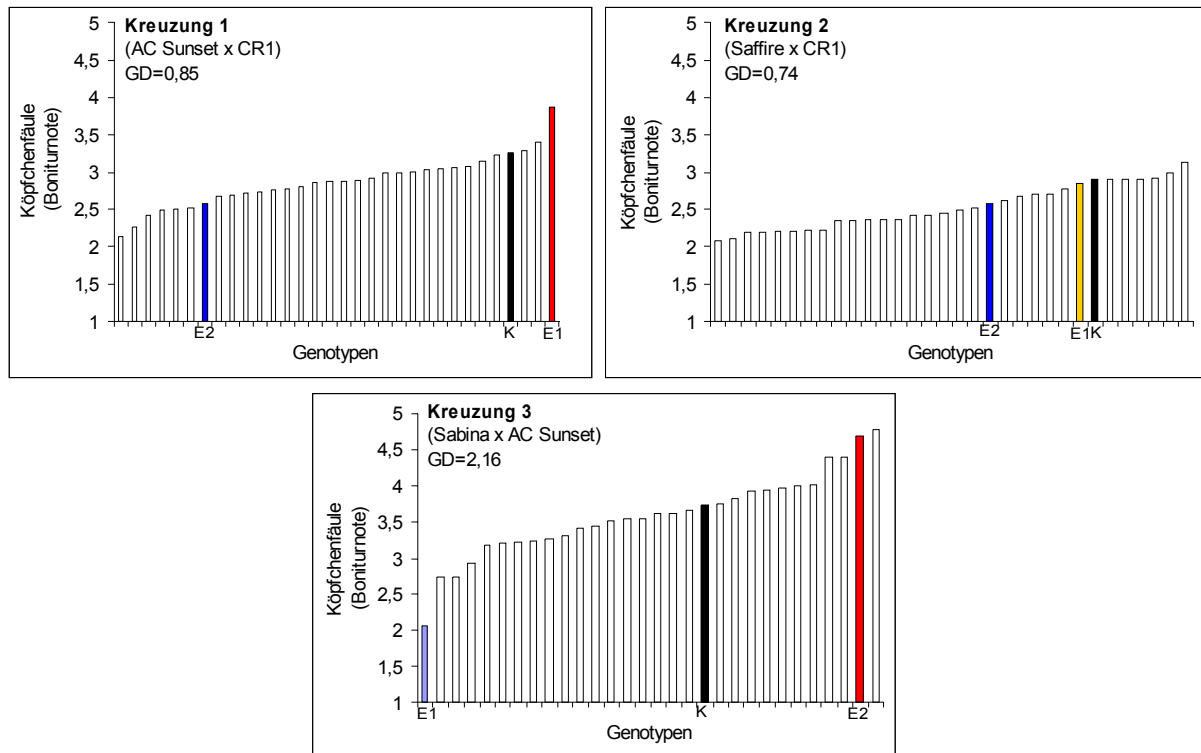 Kreuzung 1
(AC Sunset x CR1)
GD=0,85
Köpfchenfäule
(Boniturnote)
5
4,5
4
3,5
3
2,5
2
1,5
1
E2
K
E1
Genotypen
Kreuzung 2
(Saffire x CR1)
GD=0,74
Köpfchenfäule
(Boniturnote)
5
4,5
4
3,5
3
2,5
2
1,5
1
E2
E1K
Genotypen
Kreuzung 3
(Sabina x AC Sunset)
GD=2,16
Köpfchenfäule
(Boniturnote)
5
4,5
4
3,5
3
2,5
2
1,5
1
E1
K
E2
Genotypen